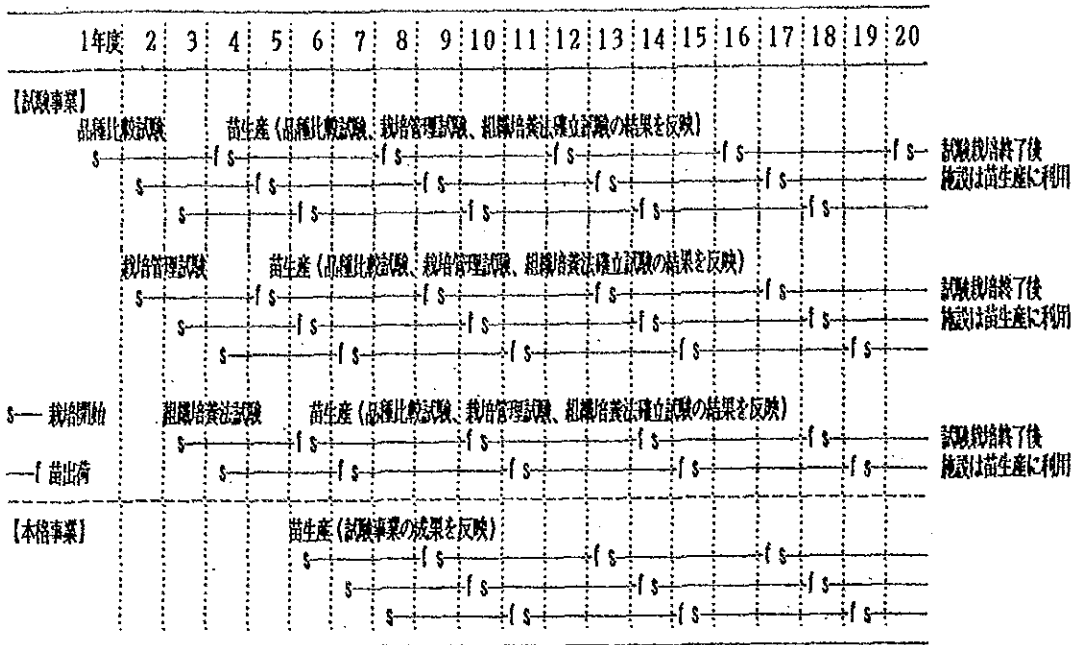 1年度 2 3 4 5 6 7 8 9 10 11 12 13 14 15 16 17 18 19 20
【試験事業】
品種比較試験 苗生産(品種比較試験、栽培管理試験、組織培養法確立試験の結果を反映)
s f s f s f s f s f s 試験栽培終了後
s f s f s f s f s 施設は苗生産に利用
s f s f s f s f s
栽培管理試験 苗生産(品種比較試験、栽培管理試験、組織培養法確立試験の結果を反映)
s f s f s f s f s 試験栽培終了後
s f s f s f s f s 施設は苗生産に利用
s f s f s f s f s
s── 栽培開始 組織培養法試験 苗生産(品種比較試験、栽培管理試験、組織培養法確立試験の結果を反映)
s f s f s f s f s 試験栽培終了後
──f 苗出荷 s f s f s f s f s 施設は苗生産に利用
【本格事業】 苗生産(試験事業の成果を反映)
s f s f s f s
s f s f s f s
s f s f s f s